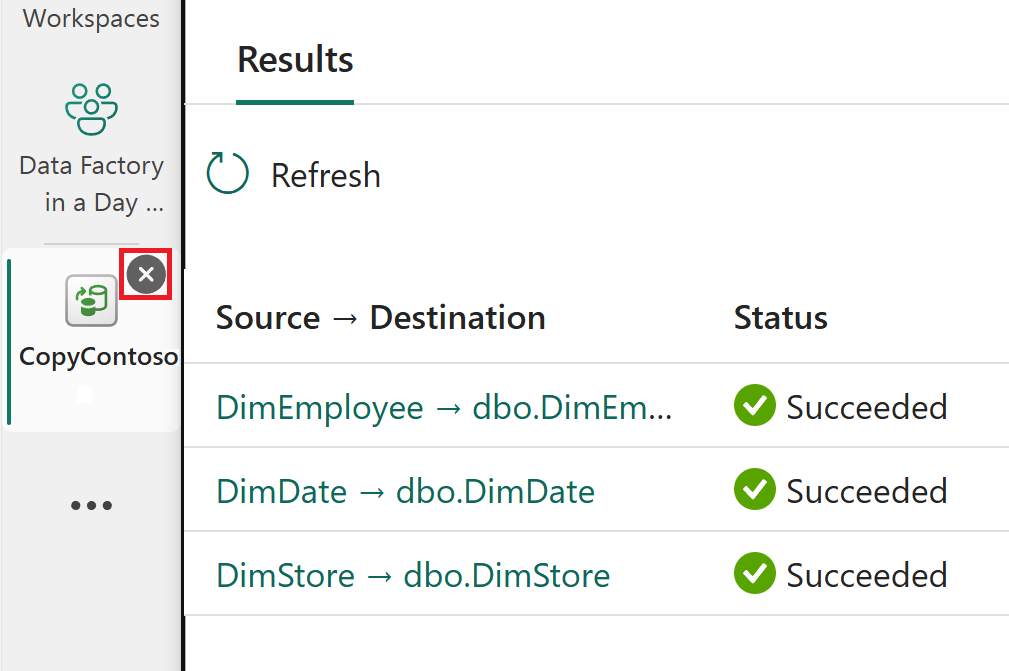 Workspaces
Data Factory
in a Day ...
CopyContoso
Results
Refresh
Source → Destination Status
DimEmployee → dbo.DimEm... Succeeded
DimDate → dbo.DimDate Succeeded
DimStore → dbo.DimStore Succeeded